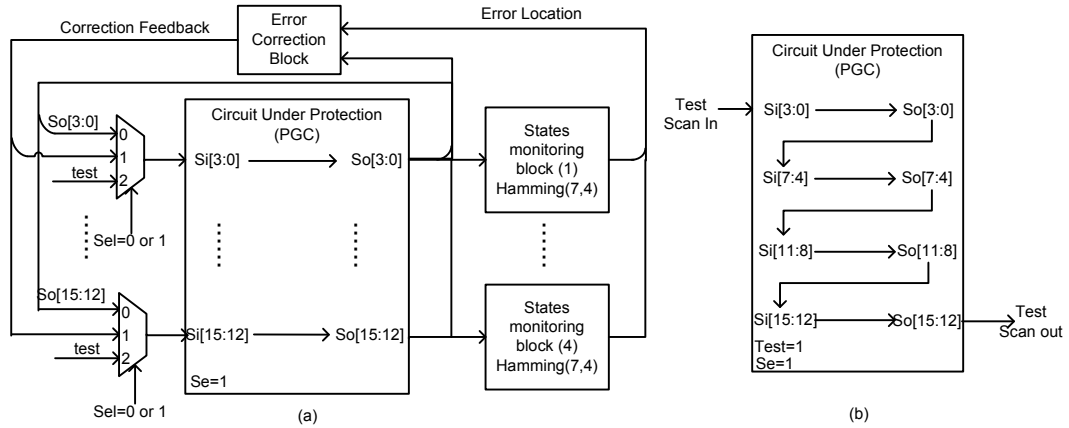 Correction Feedback
Error
Correction
Block
Error Location
So[3:0]
0
1
test
2
Sel=0 or 1
So[15:12]
0
1
test
2
Sel=0 or 1
Circuit Under Protection
(PGC)
Si[3:0]
So[3:0]
Si[15:12]
So[15:12]
Se=1
States
monitoring
block (1)
Hamming(7,4)
States
monitoring
block (4)
Hamming(7,4)
(a)
Circuit Under Protection
(PGC)
Test
Scan In
Si[3:0]
So[3:0]
Si[7:4]
So[7:4]
Si[11:8]
So[11:8]
Si[15:12]
So[15:12]
Test=1
Se=1
Test
Scan out
(b)